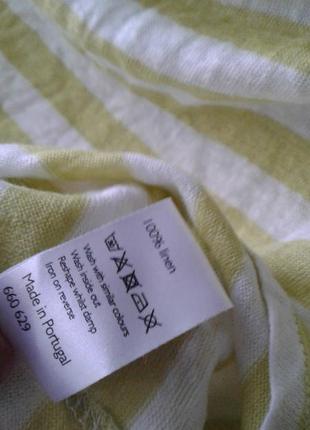 100% linen
Wash with similar colours
Wash inside out
Reshape whilst damp
Iron on reverse
Made in Portugal
660 629